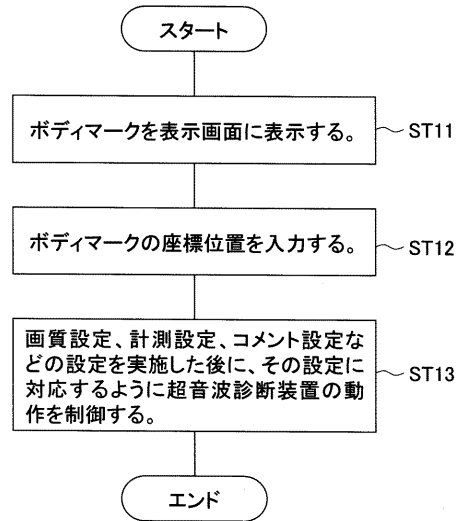 スタート
ボディマークを表示画面に表示する。
ST11
ボディマークの座標位置を入力する。
ST12
画質設定、計測設定、コメント設定な
どの設定を実施した後に、その設定に
対応するように超音波診断装置の動
作を制御する。
ST13
エンド